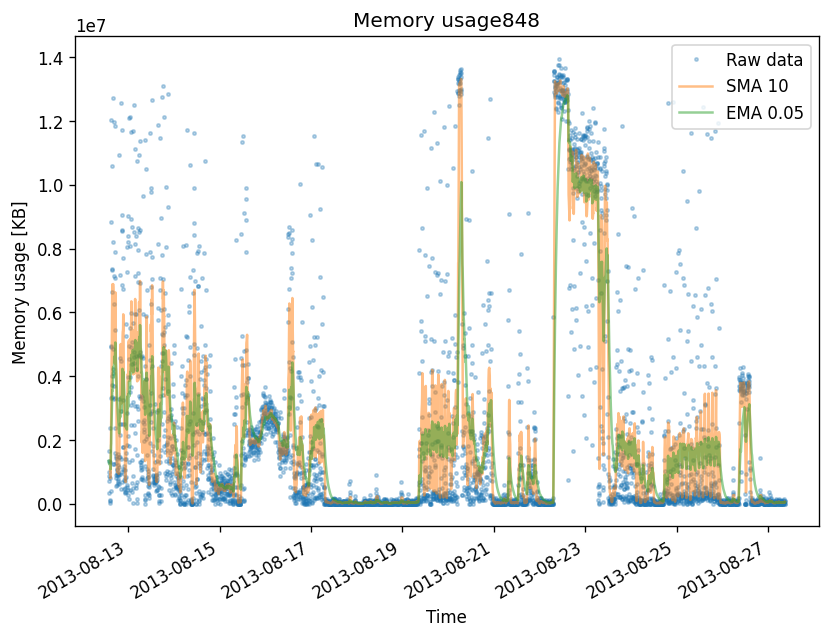 Memory usage848
1e7
Raw data
SMA 10
EMA 0.05
Memory usage [KB]
1.4
1.2
1.0
0.8
0.6
0.4
0.2
0.0
2013-08-13
2013-08-15
2013-08-17
2013-08-19
2013-08-21
2013-08-23
2013-08-25
2013-08-27
Time